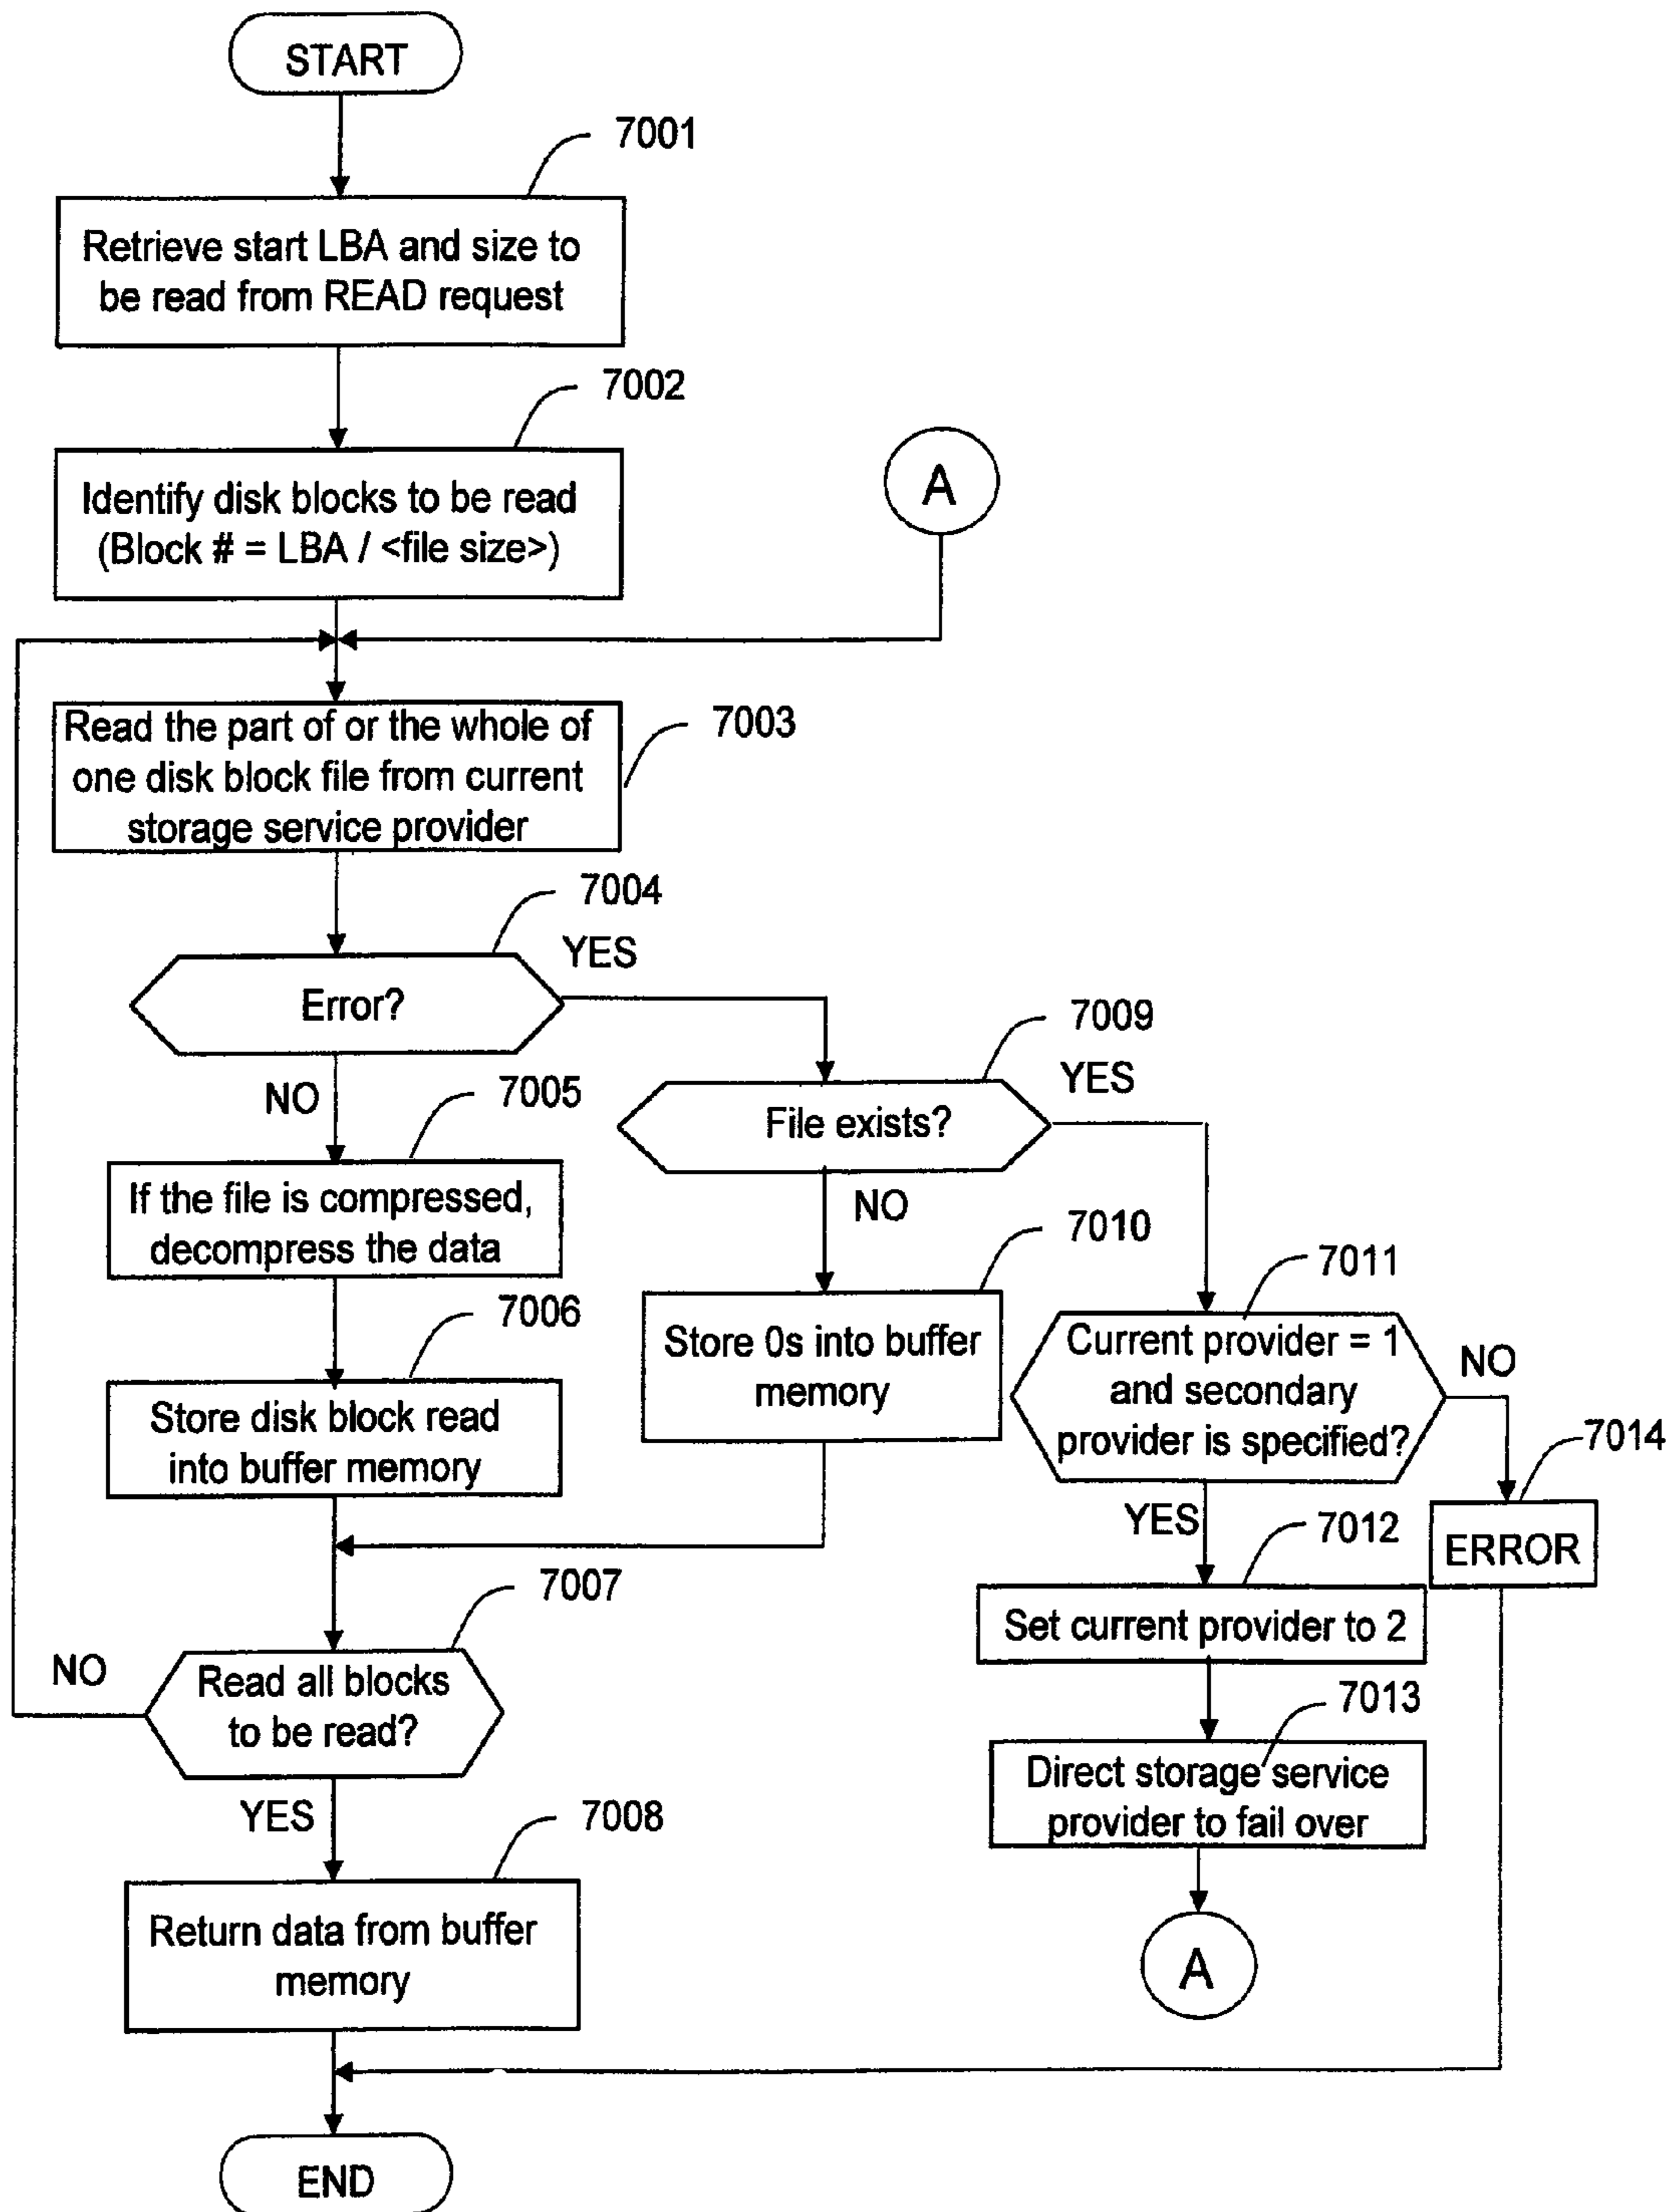 START
7001
Retrieve start LBA and size to
be read from READ request
7002
Identify disk blocks to be read
(Block # = LBA / <file size>)
A
7003
Read the part of or the whole of
one disk block file from current
storage service provider
7004
Error?
YES
NO
7009
File exists?
YES
NO
7005
If the file is compressed,
decompress the data
7006
Store disk block read
into buffer memory
7010
Store 0s into buffer
memory
7011
Current provider = 1
and secondary
provider is specified?
NO
YES
7014
ERROR
7012
Set current provider to 2
7013
Direct storage service
provider to fail over
A
7007
Read all blocks
to be read?
NO
YES
7008
Return data from buffer
memory
END